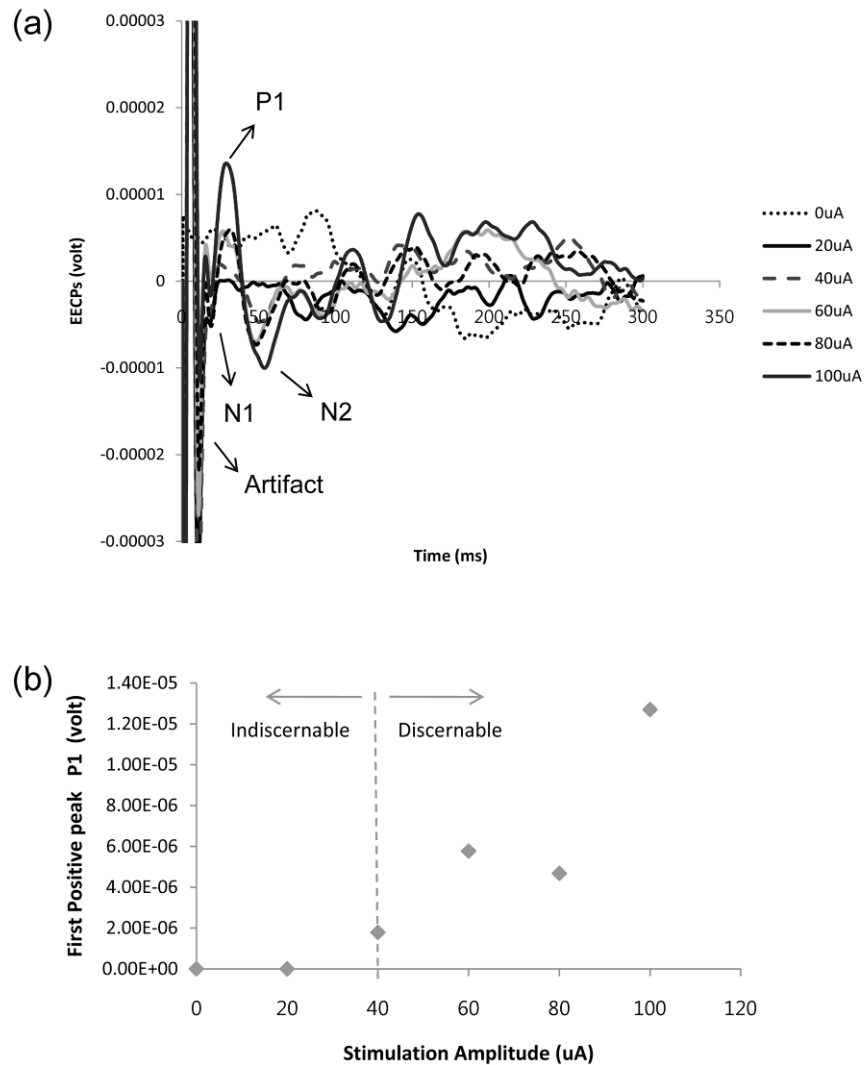 (a)
0.00003
0.00002
0.00001
0
-0.00001
-0.00002
-0.00003
EECPs (volt)
P1
N1
N2
Artifact
0 50 100 150 200 250 300 350
Time (ms)
0uA
20uA
40uA
60uA
80uA
100uA
(b)
1.40E-05
1.20E-05
1.00E-05
8.00E-06
6.00E-06
4.00E-06
2.00E-06
0.00E+00
First Positive peak P1 (volt)
Indiscernable Discernable
0 20 40 60 80 100 120
Stimulation Amplitude (uA)